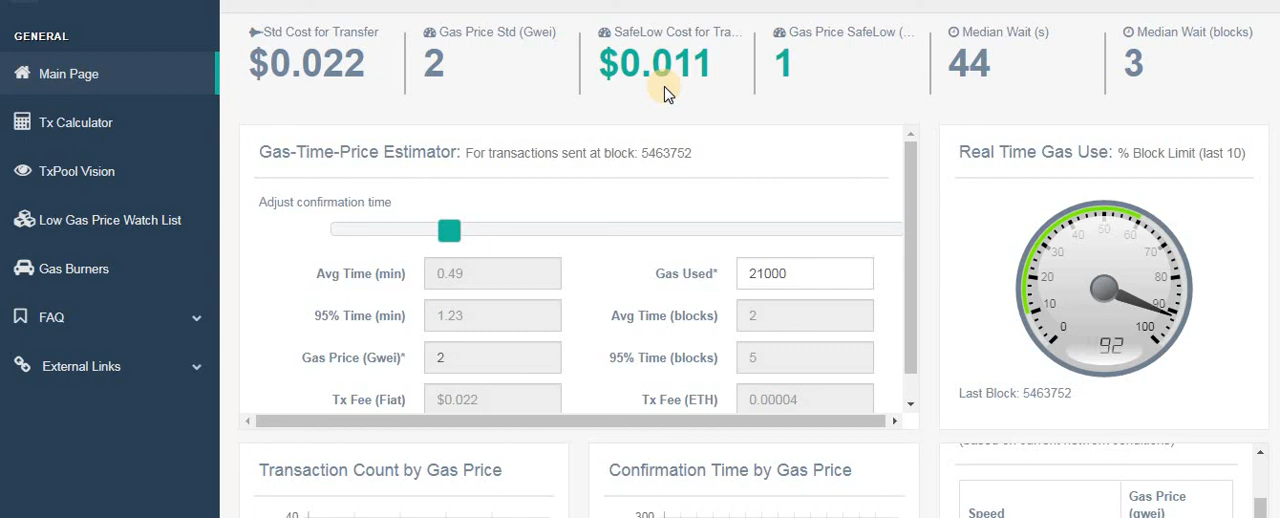 GENERAL
Main Page
Tx Calculator
TxPool Vision
Low Gas Price Watch List
Gas Burners
FAQ
External Links
Std Cost for Transfer
$0.022
Gas Price Std (Gwei)
2
SafeLow Cost for Tra...
$0.011
Gas Price SafeLow (...
1
Median Wait (s)
44
Median Wait (blocks)
3
Gas-Time-Price Estimator: For transactions sent at block: 5463752
Adjust confirmation time
Avg Time (min) 0.49 Gas Used* 21000
95% Time (min) 1.23 Avg Time (blocks) 2
Gas Price (Gwei)* 2 95% Time (blocks) 5
Tx Fee (Fiat) $0.022 Tx Fee (ETH) 0.00004
Real Time Gas Use: % Block Limit (last 10)
0 10 20 30 40 50 60 70 80 90 100
92
Last Block: 5463752
Transaction Count by Gas Price
40
Confirmation Time by Gas Price
300
(based on current network conditions)
Speed
Gas Price
(gwei)